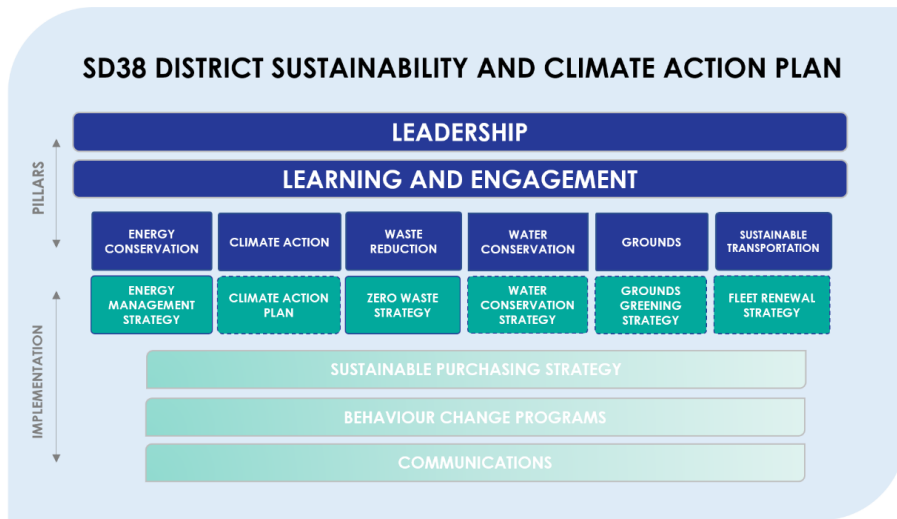 SD38 DISTRICT SUSTAINABILITY AND CLIMATE ACTION PLAN
PILLARS
LEADERSHIP
LEARNING AND ENGAGEMENT
ENERGY
CONSERVATION
CLIMATE ACTION
WASTE
REDUCTION
WATER
CONSERVATION
GROUNDS
SUSTAINABLE
TRANSPORTATION
IMPLEMENTATION
ENERGY
MANAGEMENT
STRATEGY
CLIMATE ACTION
PLAN
ZERO WASTE
STRATEGY
WATER
CONSERVATION
STRATEGY
GROUNDS
GREENING
STRATEGY
FLEET RENEWAL
STRATEGY
SUSTAINABLE PURCHASING STRATEGY
BEHAVIOUR CHANGE PROGRAMS
COMMUNICATIONS